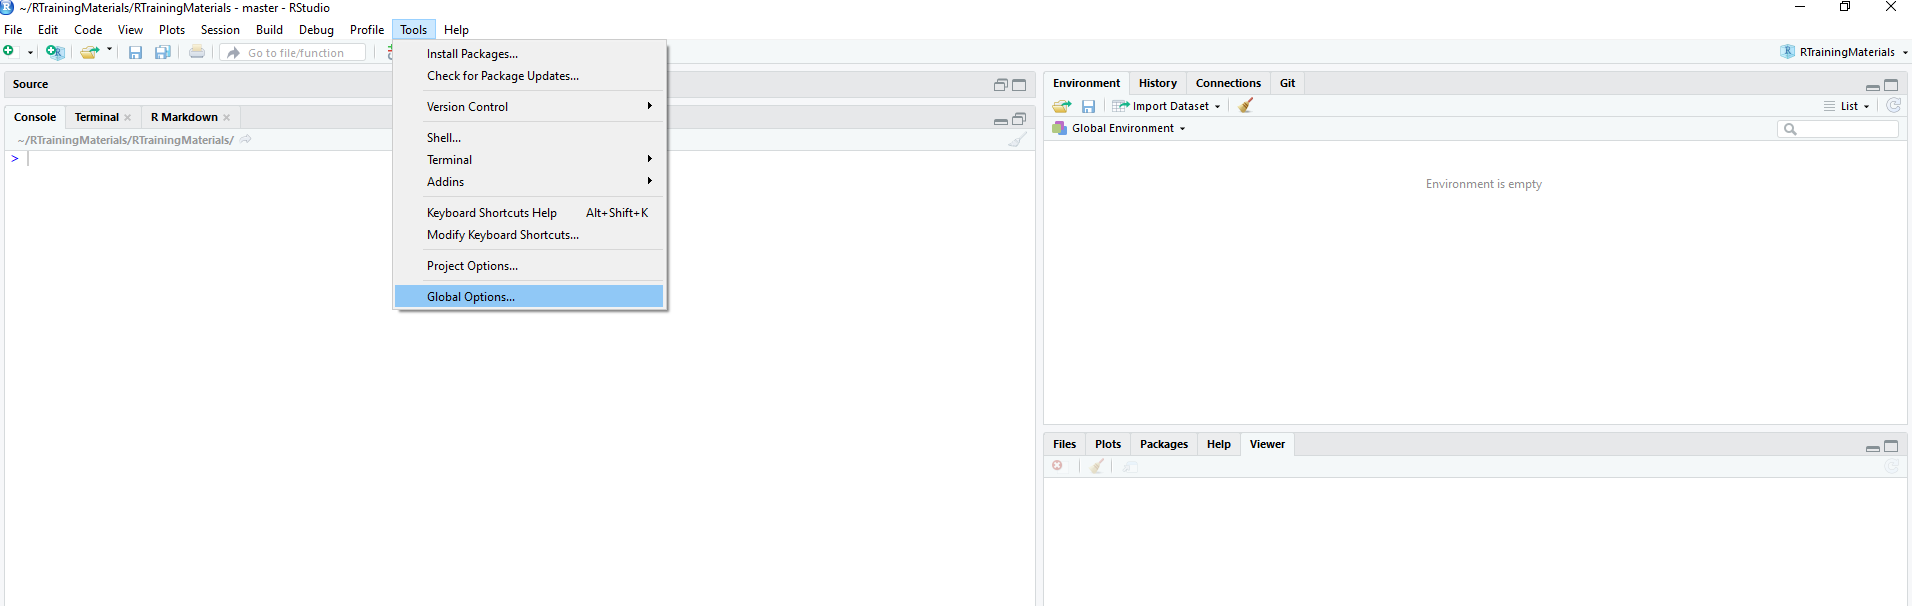 ~/RTrainingMaterials/RTrainingMaterials - master - RStudio
File Edit Code View Plots Session Build Debug Profile Tools Help
Go to file/function
RTrainingMaterials
Source
Console Terminal R Markdown
~/RTrainingMaterials/RTrainingMaterials/
>
Install Packages...
Check for Package Updates...
Version Control
Shell...
Terminal
Addins
Keyboard Shortcuts Help Alt+Shift+K
Modify Keyboard Shortcuts...
Project Options...
Global Options...
Environment History Connections Git
Import Dataset List
Global Environment
Environment is empty
Files Plots Packages Help Viewer